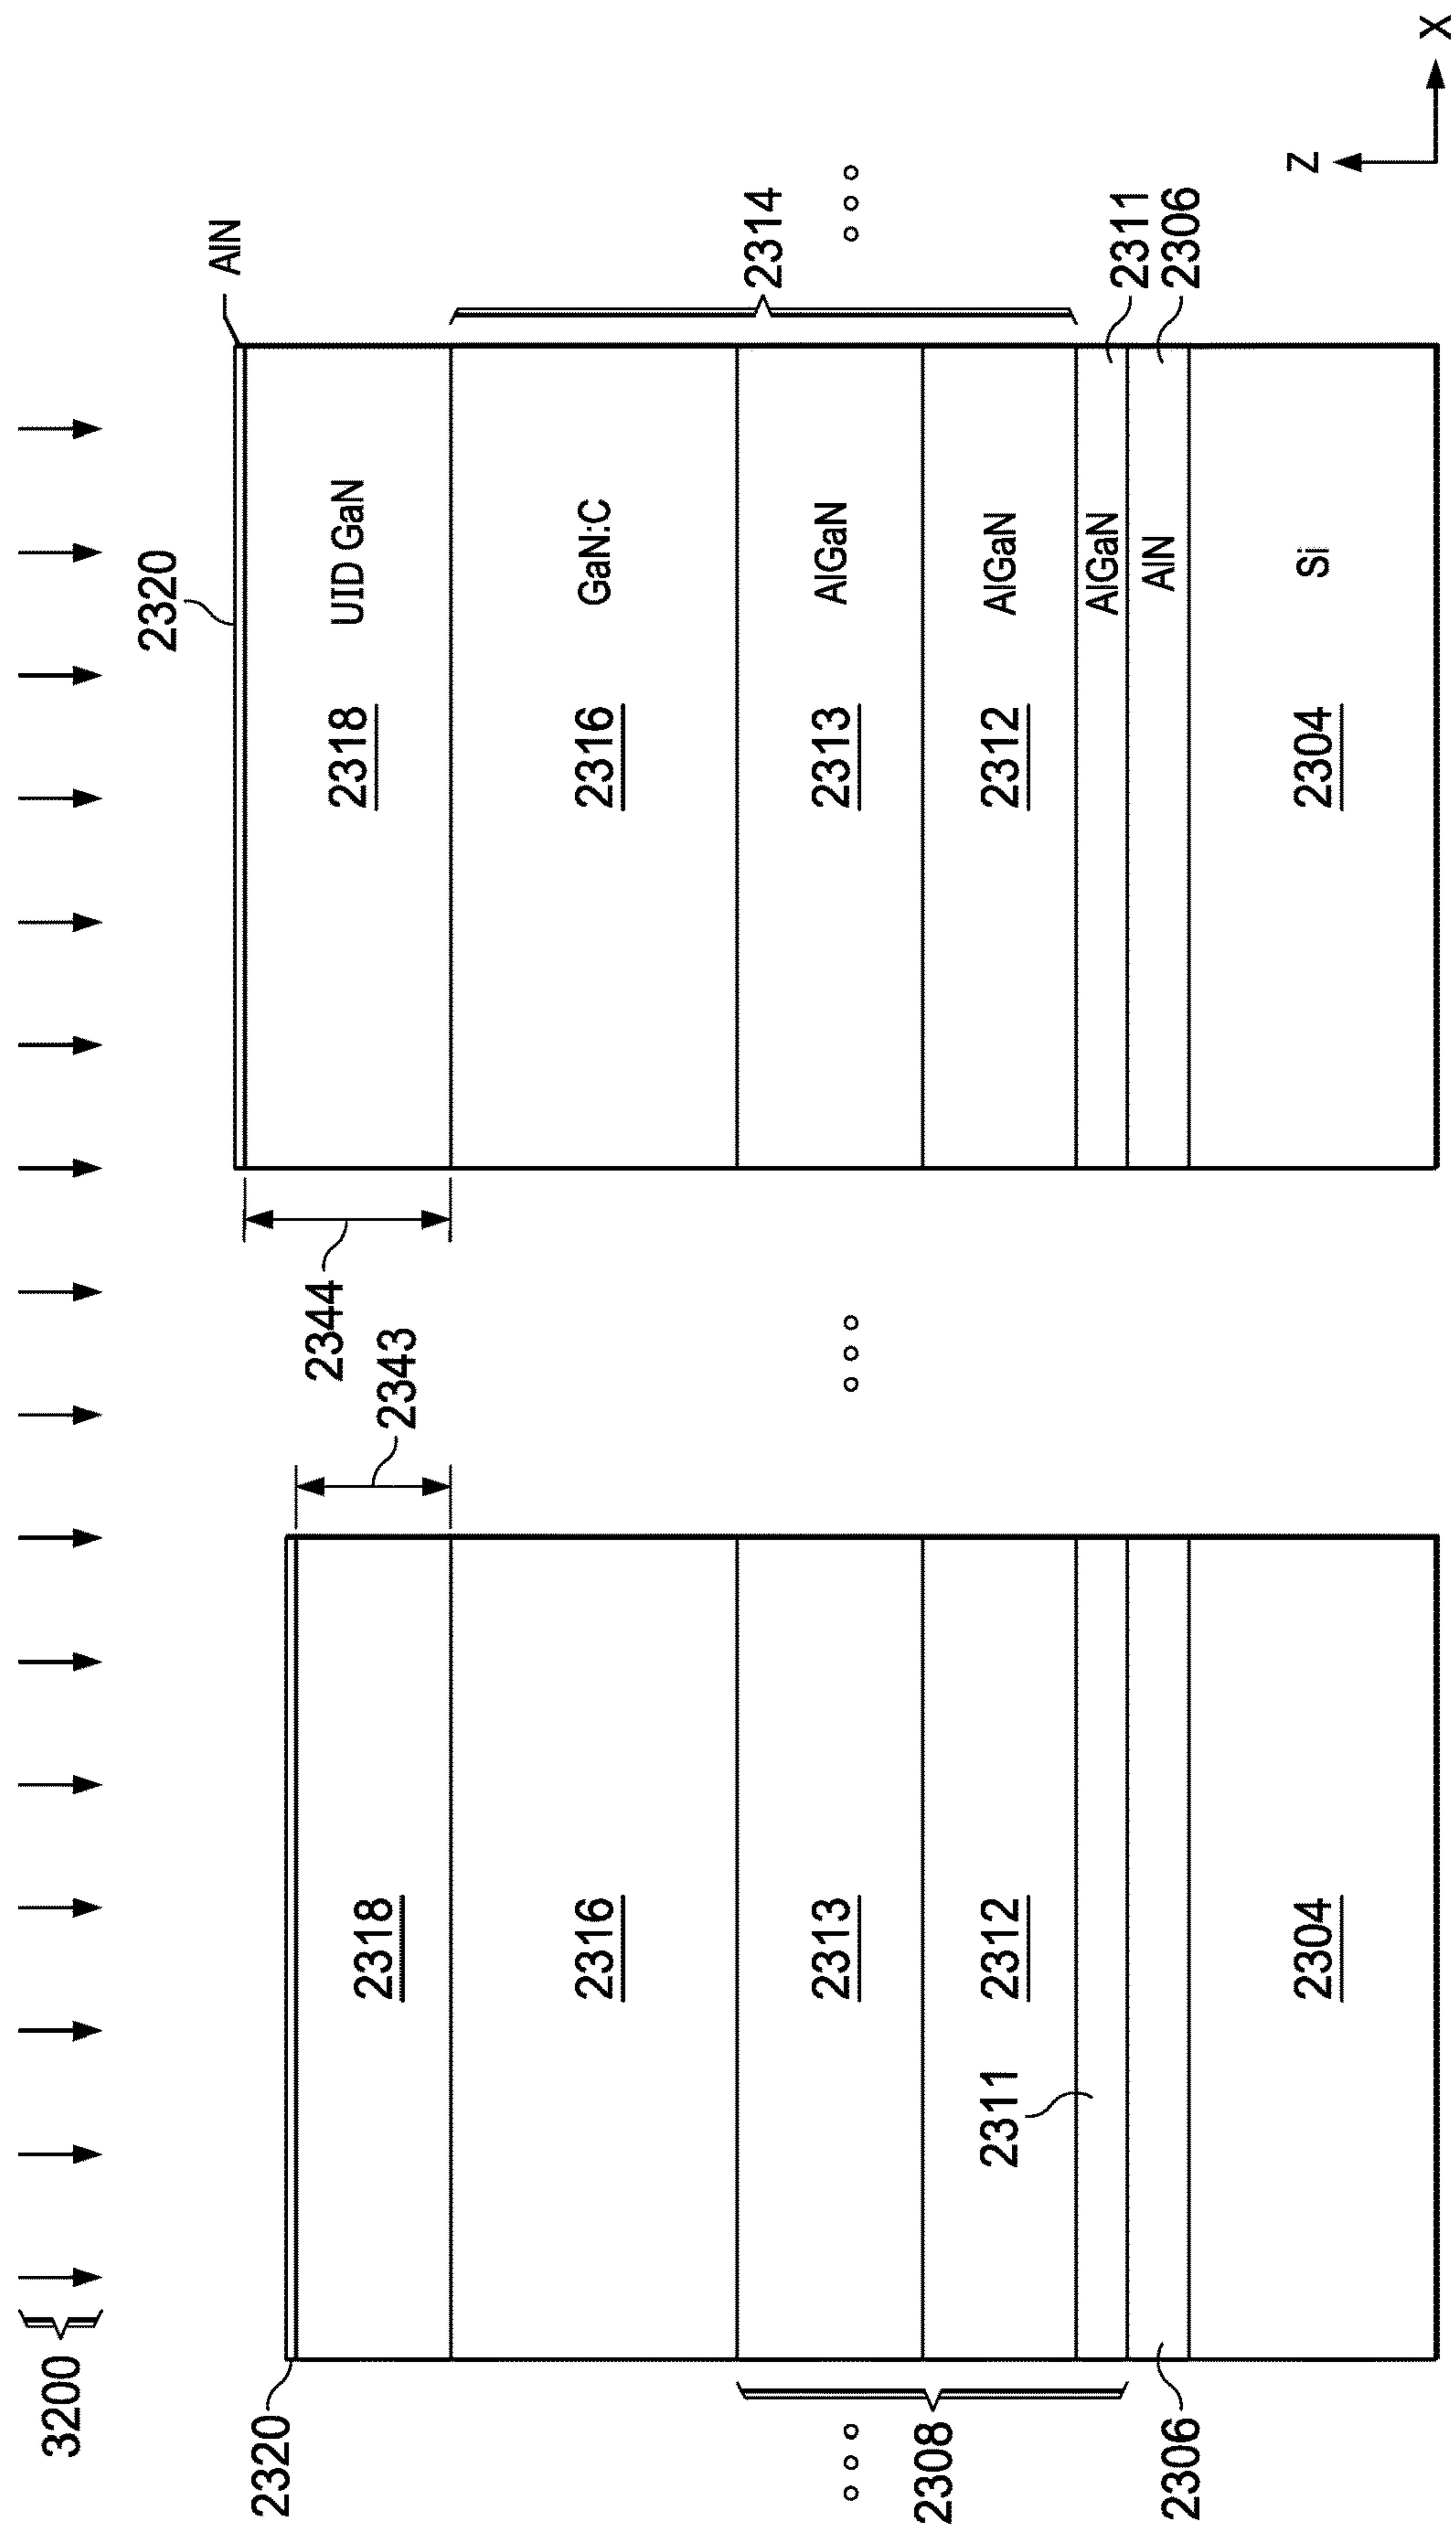 3200
2320
AlN
2320
2344
2318 UID GaN
2318
2343
2316
2316 GaN:C
2314
2313
2313 AlGaN
2308
2311
2312
2312 AlGaN
AlGaN
2311
AlN
2306
2306
2304
2304 Si
Z
X